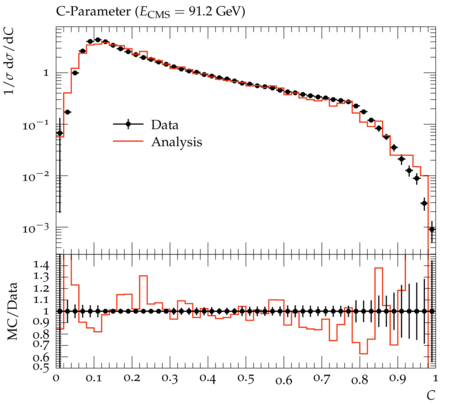 C-Parameter (E_CMS = 91.2 GeV)
1/σ dσ/dC
1
10⁻¹
10⁻²
10⁻³
Data
Analysis
MC/Data
1.4
1.3
1.2
1.1
1
0.9
0.8
0.7
0.6
0.5
0 0.1 0.2 0.3 0.4 0.5 0.6 0.7 0.8 0.9 1
C